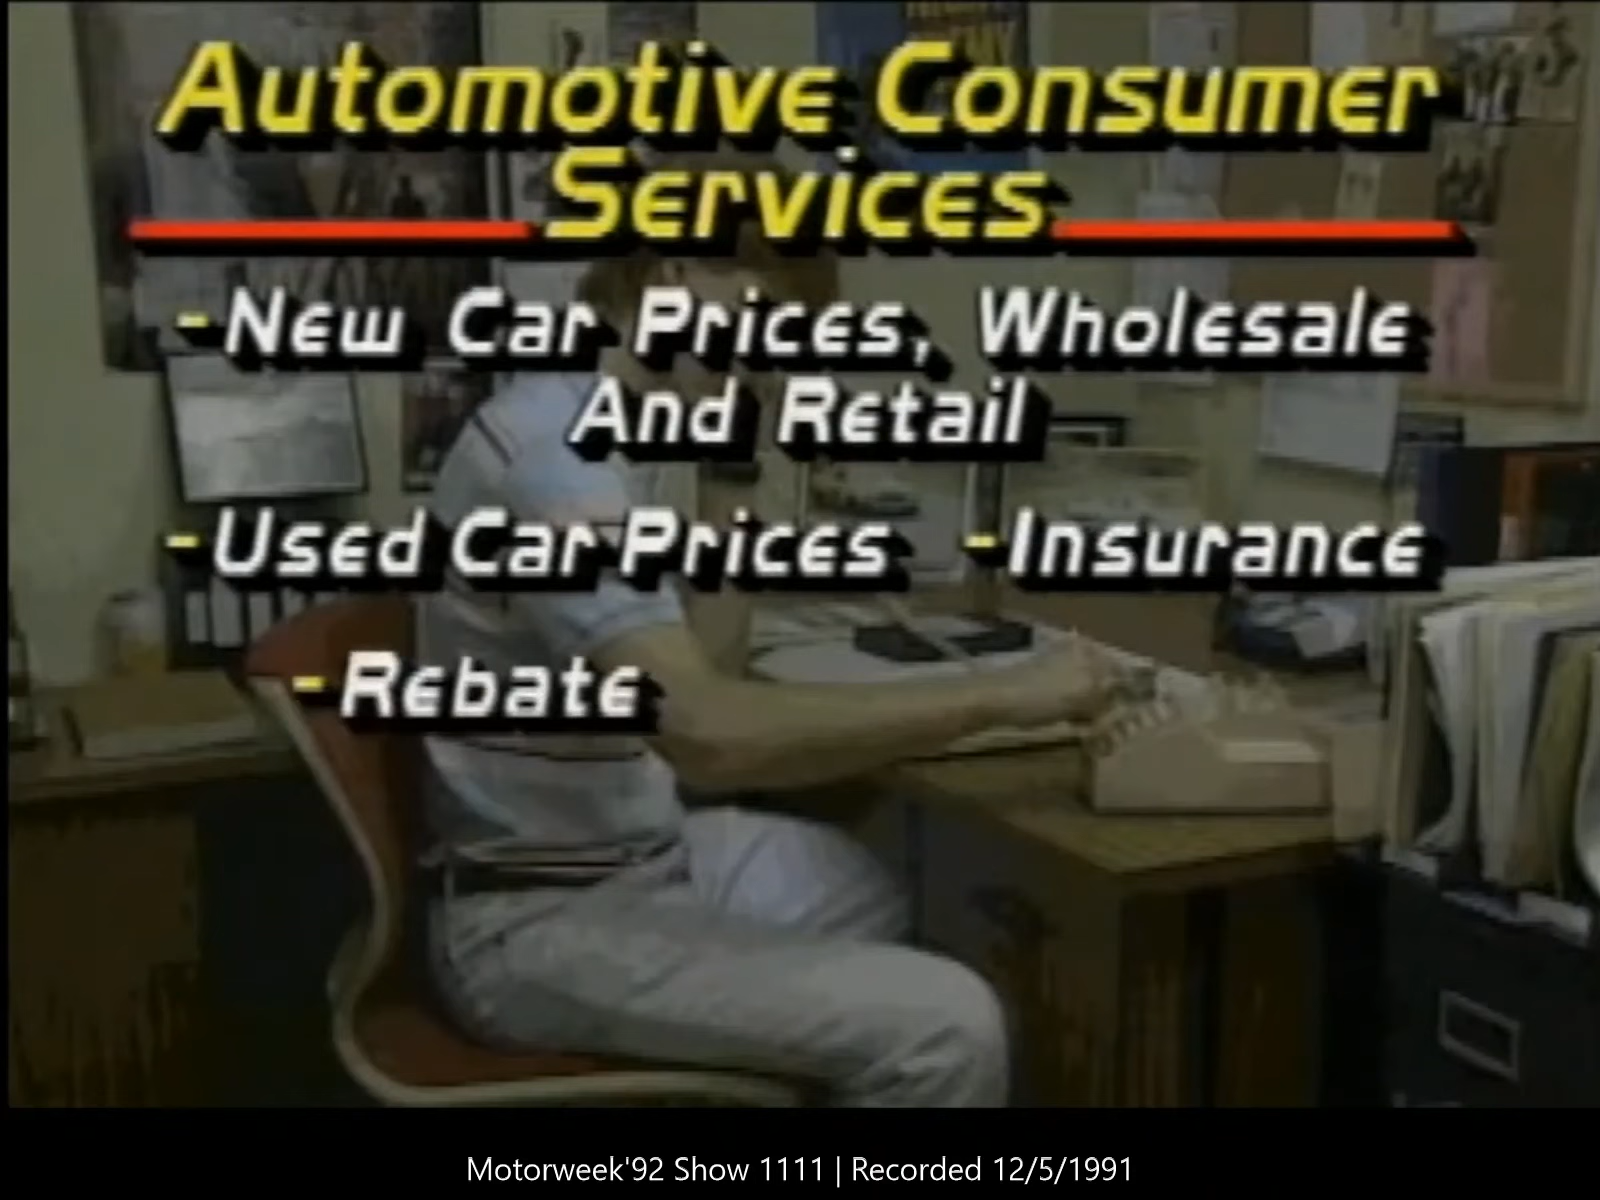 Automotive Consumer
Services
-New Car Prices, Wholesale
And Retail
-Used Car Prices -Insurance
-Rebate
Motorweek'92 Show 1111 | Recorded 12/5/1991